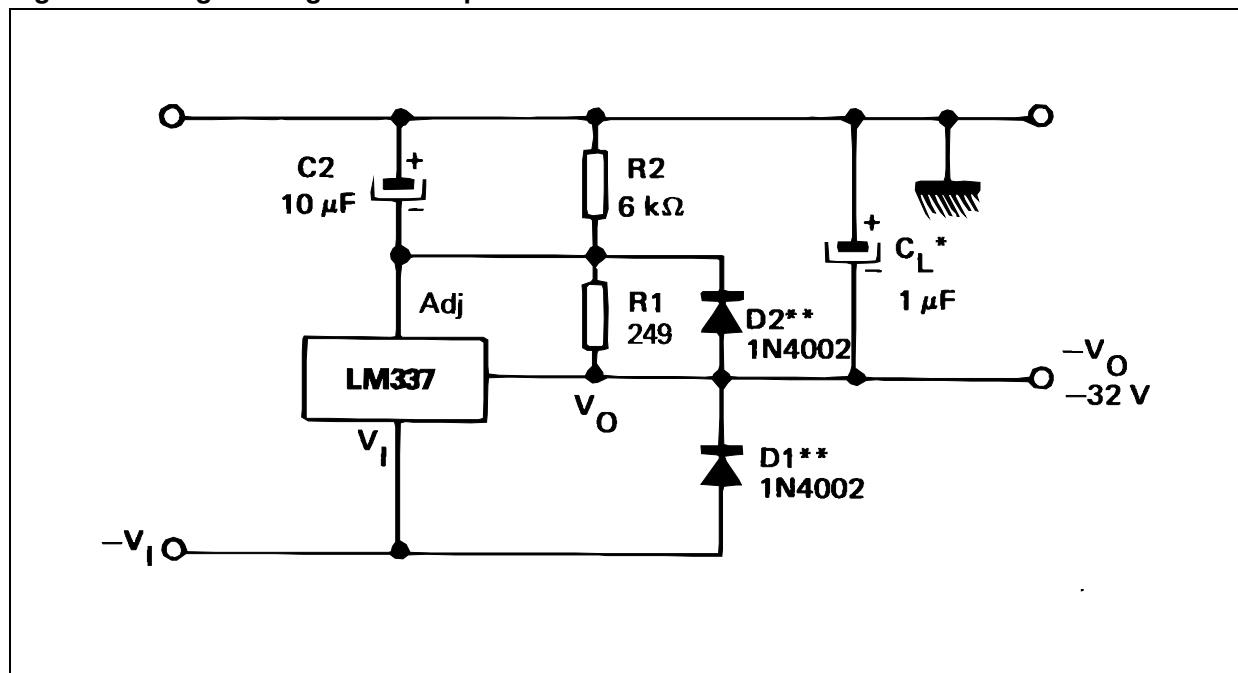 C2
10 μF
+
−
R2
6 kΩ
Adj
R1
249
D2**
1N4002
+
−
C_L*
1 μF
LM337
V_O
V_I
−V_O
−32 V
D1**
1N4002
−V_I